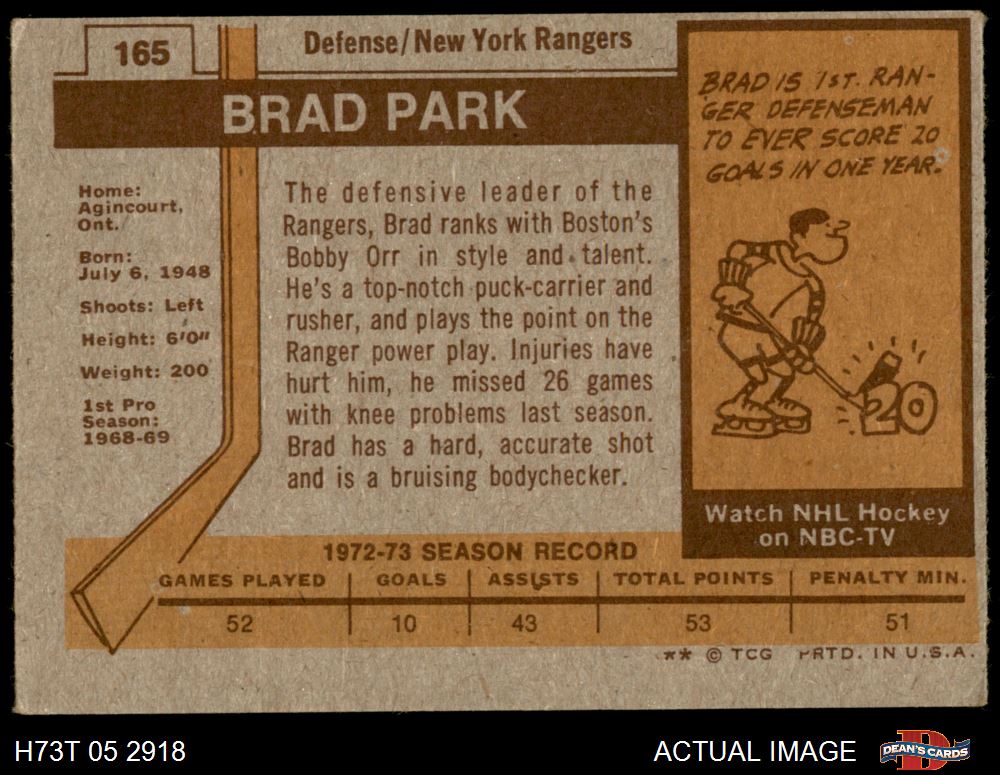 165
Defense/New York Rangers
BRAD PARK
Home:
Agincourt,
Ont.
Born:
July 6, 1948
Shoots: Left
Height: 6'0"
Weight: 200
1st Pro
Season:
1968-69
The defensive leader of the
Rangers, Brad ranks with Boston's
Bobby Orr in style and talent.
He's a top-notch puck-carrier and
rusher, and plays the point on the
Ranger power play. Injuries have
hurt him, he missed 26 games
with knee problems last season.
Brad has a hard, accurate shot
and is a bruising bodychecker.
BRAD IS 1ST. RAN-
GER DEFENSEMAN
TO EVER SCORE 20
GOALS IN ONE YEAR.
20
Watch NHL Hockey
on NBC-TV
1972-73 SEASON RECORD
GAMES PLAYED GOALS ASSISTS TOTAL POINTS PENALTY MIN.
52 10 43 53 51
** © TCG PRTD. IN U.S.A.
H73T 05 2918
ACTUAL IMAGE
D
DEAN'S CARDS